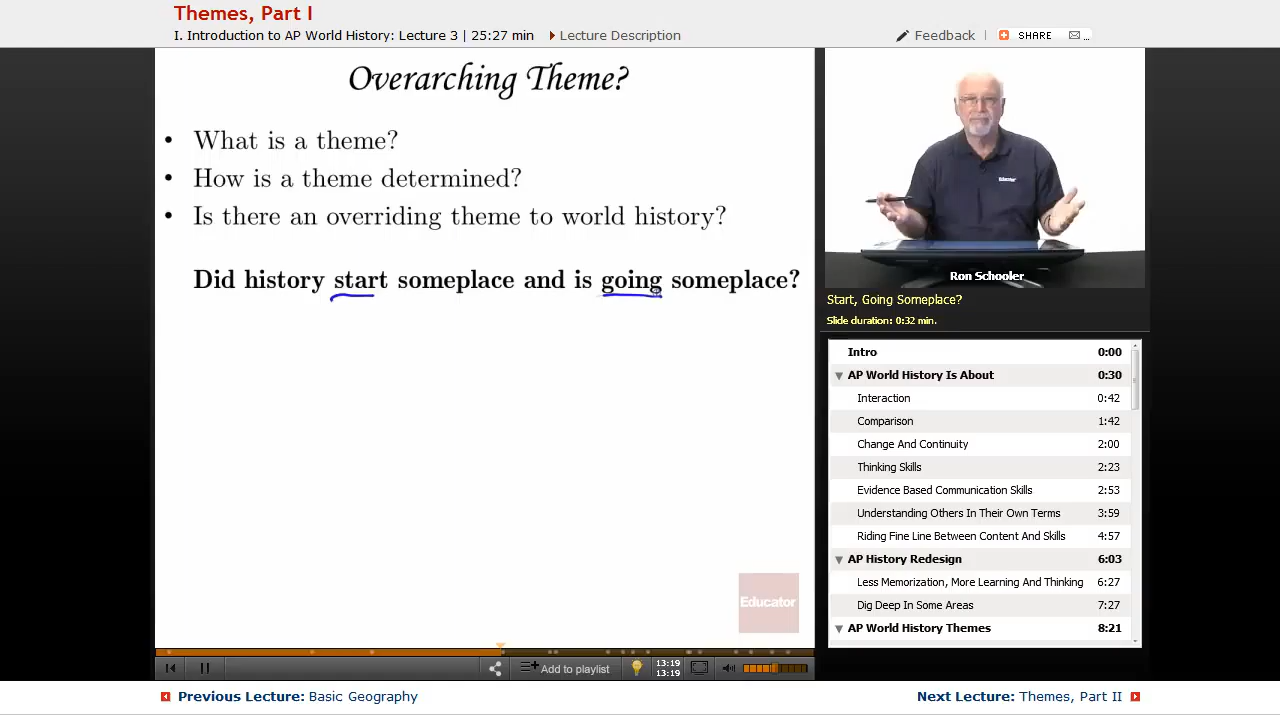 Themes, Part I
I. Introduction to AP World History: Lecture 3 | 25:27 min Lecture Description
Feedback SHARE ...
Overarching Theme?
• What is a theme?
• How is a theme determined?
• Is there an overriding theme to world history?
Did history start someplace and is going someplace?
Educator
Educator
Ron Schooler
Start, Going Someplace?
Slide duration: 0:32 min.
Intro 0:00
AP World History Is About 0:30
Interaction 0:42
Comparison 1:42
Change And Continuity 2:00
Thinking Skills 2:23
Evidence Based Communication Skills 2:53
Understanding Others In Their Own Terms 3:59
Riding Fine Line Between Content And Skills 4:57
AP History Redesign 6:03
Less Memorization, More Learning And Thinking 6:27
Dig Deep In Some Areas 7:27
AP World History Themes 8:21
Add to playlist
13:19
13:19
Previous Lecture: Basic Geography
Next Lecture: Themes, Part II